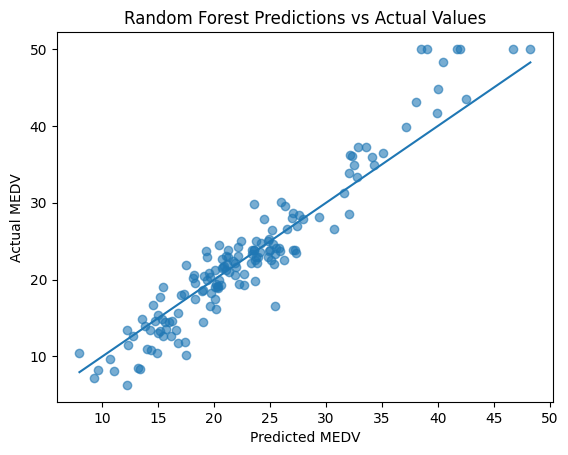 Random Forest Predictions vs Actual Values
50
40
30
20
10
Actual MEDV
10 15 20 25 30 35 40 45 50
Predicted MEDV